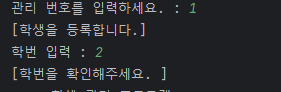 관리 번호를 입력하세요. : 1
[학생을 등록합니다.]
학번 입력 : 2
[학번을 확인해주세요. ]